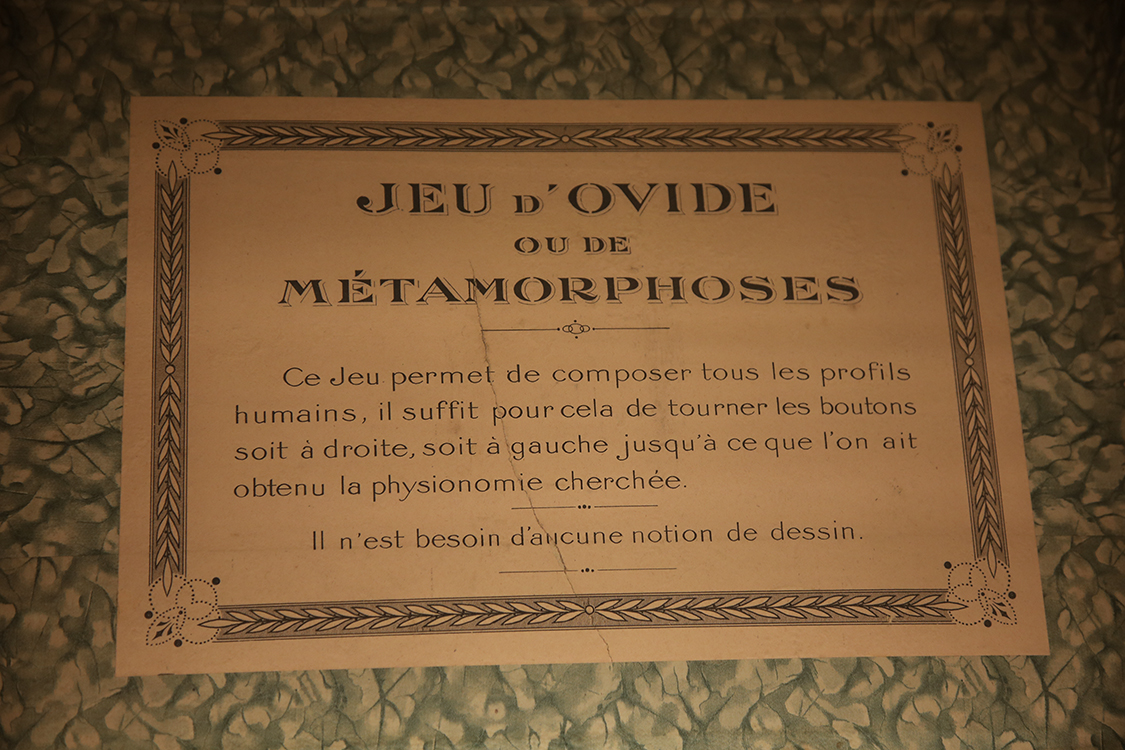 JEU D'OVIDE
OU DE
MÉTAMORPHOSES
Ce Jeu permet de composer tous les profils
humains, il suffit pour cela de tourner les boutons
soit à droite, soit à gauche jusqu'à ce que l'on ait
obtenu la physionomie cherchée.
Il n'est besoin d'aucune notion de dessin.